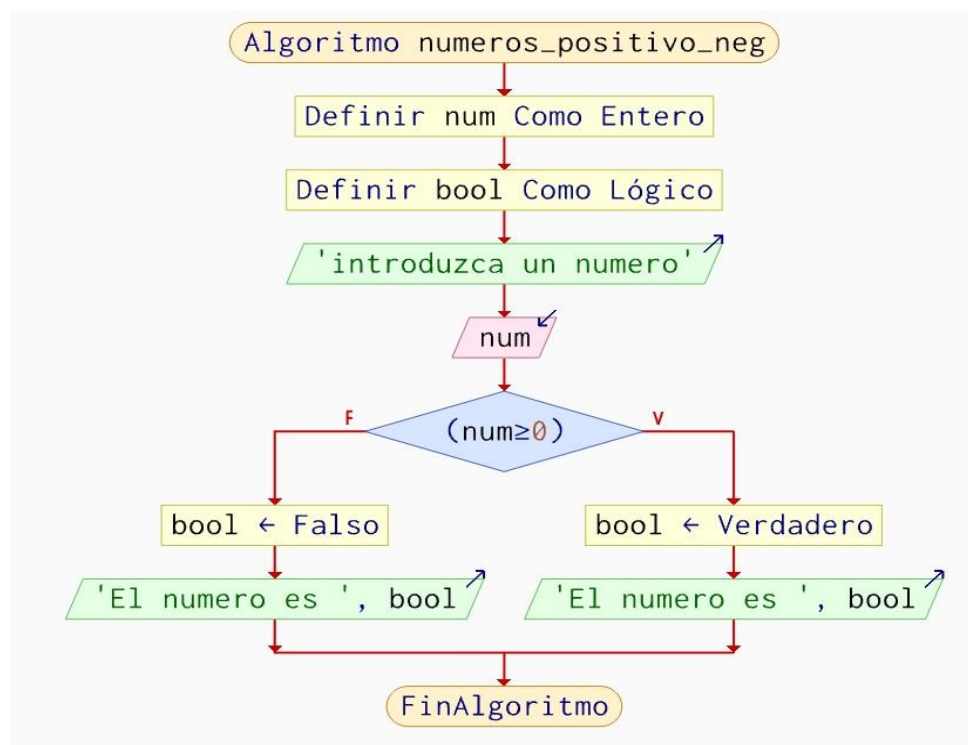 Algoritmo numeros_positivo_neg
Definir num Como Entero
Definir bool Como Lógico
'introduzca un numero'
num
(num≥0)
F
V
bool ← Falso
bool ← Verdadero
'El numero es ', bool
'El numero es ', bool
FinAlgoritmo